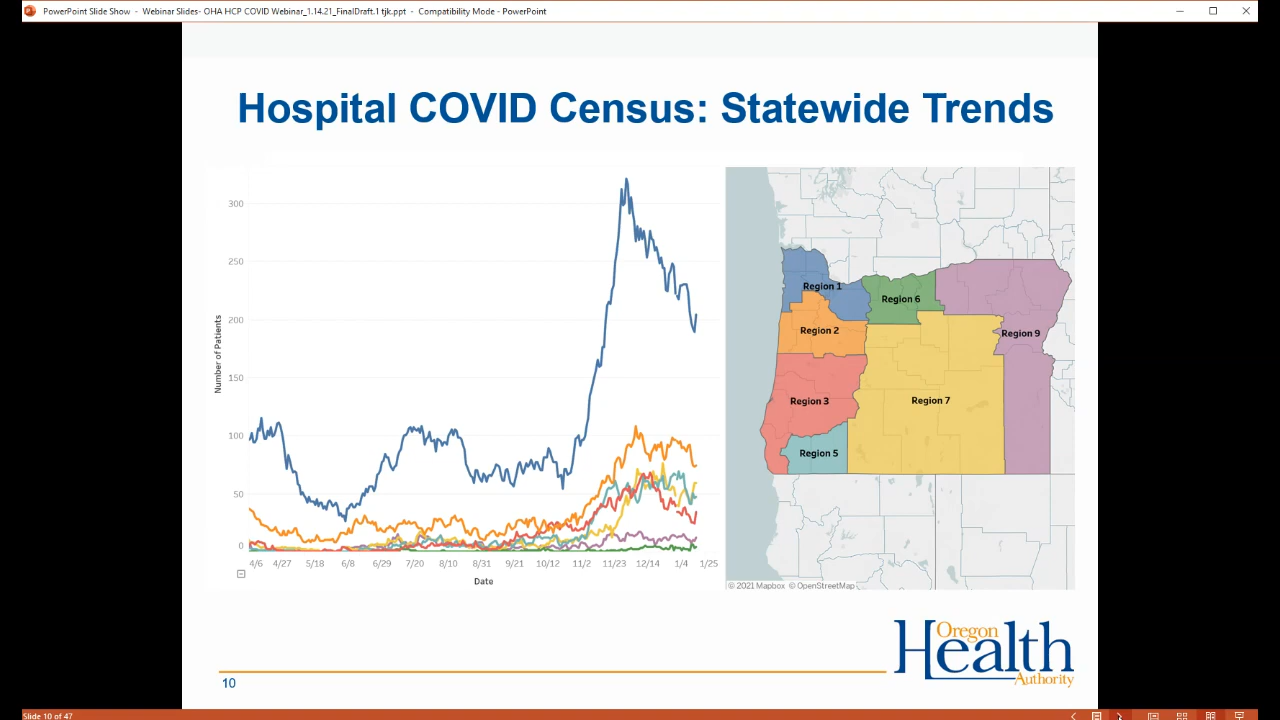 PowerPoint Slide Show - Webinar Slides- OHA HCP COVID Webinar_1.14.21_FinalDraft.1 tjk.ppt - Compatibility Mode - PowerPoint
Hospital COVID Census: Statewide Trends
Number of Patients
300
250
200
150
100
50
0
4/6 4/27 5/18 6/8 6/29 7/20 8/10 8/31 9/21 10/12 11/2 11/23 12/14 1/4 1/25
Date
Region 1
Region 6
Region 2
Region 9
Region 3
Region 7
Region 5
© 2021 Mapbox © OpenStreetMap
Oregon
Health
Authority
10
Slide 10 of 47